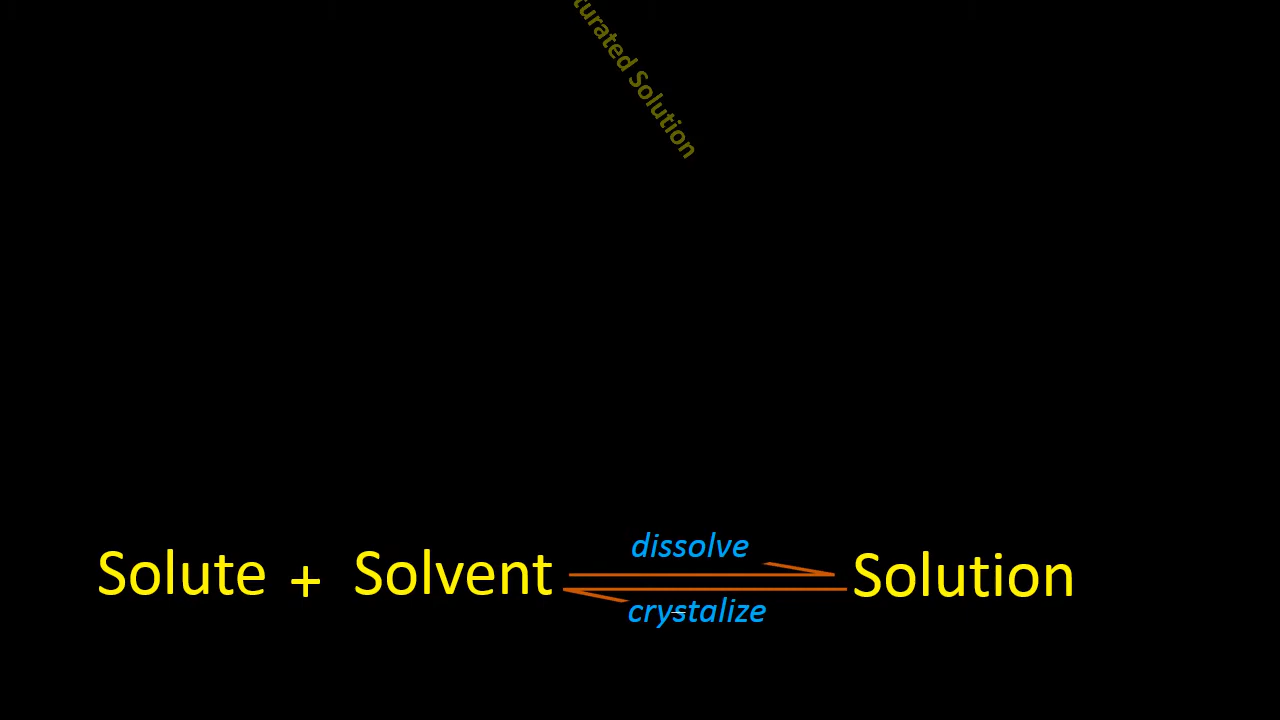 turated Solution
dissolve
Solute + Solvent Solution
crystalize